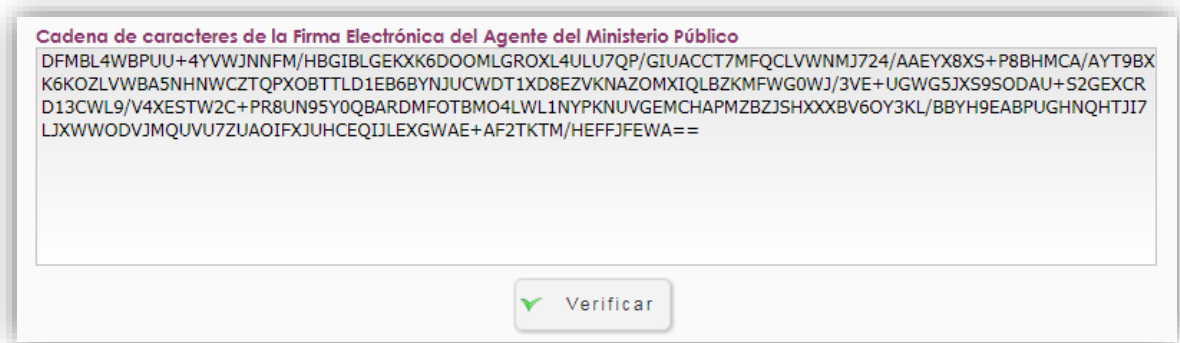 Cadena de caracteres de la Firma Electrónica del Agente del Ministerio Público
DFMBL4WBPUU+4YVWJNNFM/HBGIBLGEKXK6DOOMLGROXL4ULU7QP/GIUACCT7MFQCLVWNMJ724/AAEYX8XS+P8BHMCA/AYT9BX
K6KOZLVWBA5NHNWCZTQPXOBTTLD1EB6BYNJUCWDT1XD8EZVKNAZOMXIQLBZKMFWG0WJ/3VE+UGWG5JXS9SODAU+S2GEXCR
D13CWL9/V4XESTW2C+PR8UN95Y0QBARDMFOTBMO4LWL1NYPKNUVGEMCHAPMZBZJSHXXXBV6OY3KL/BBYH9EABPUGHNQHTJI7
LJXWWODVJMQUVU7ZUAOIFXJUHCEQIJLEXGWAE+AF2TKTM/HEFFJFEWA==
Verificar